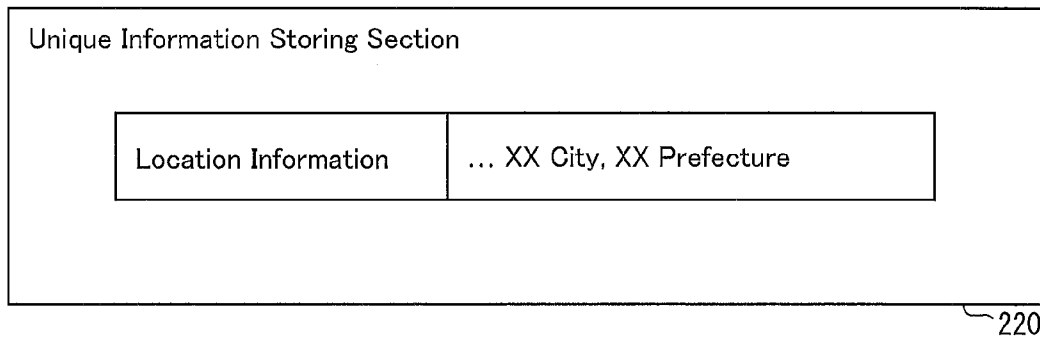 Unique Information Storing Section
Location Information
... XX City, XX Prefecture
220